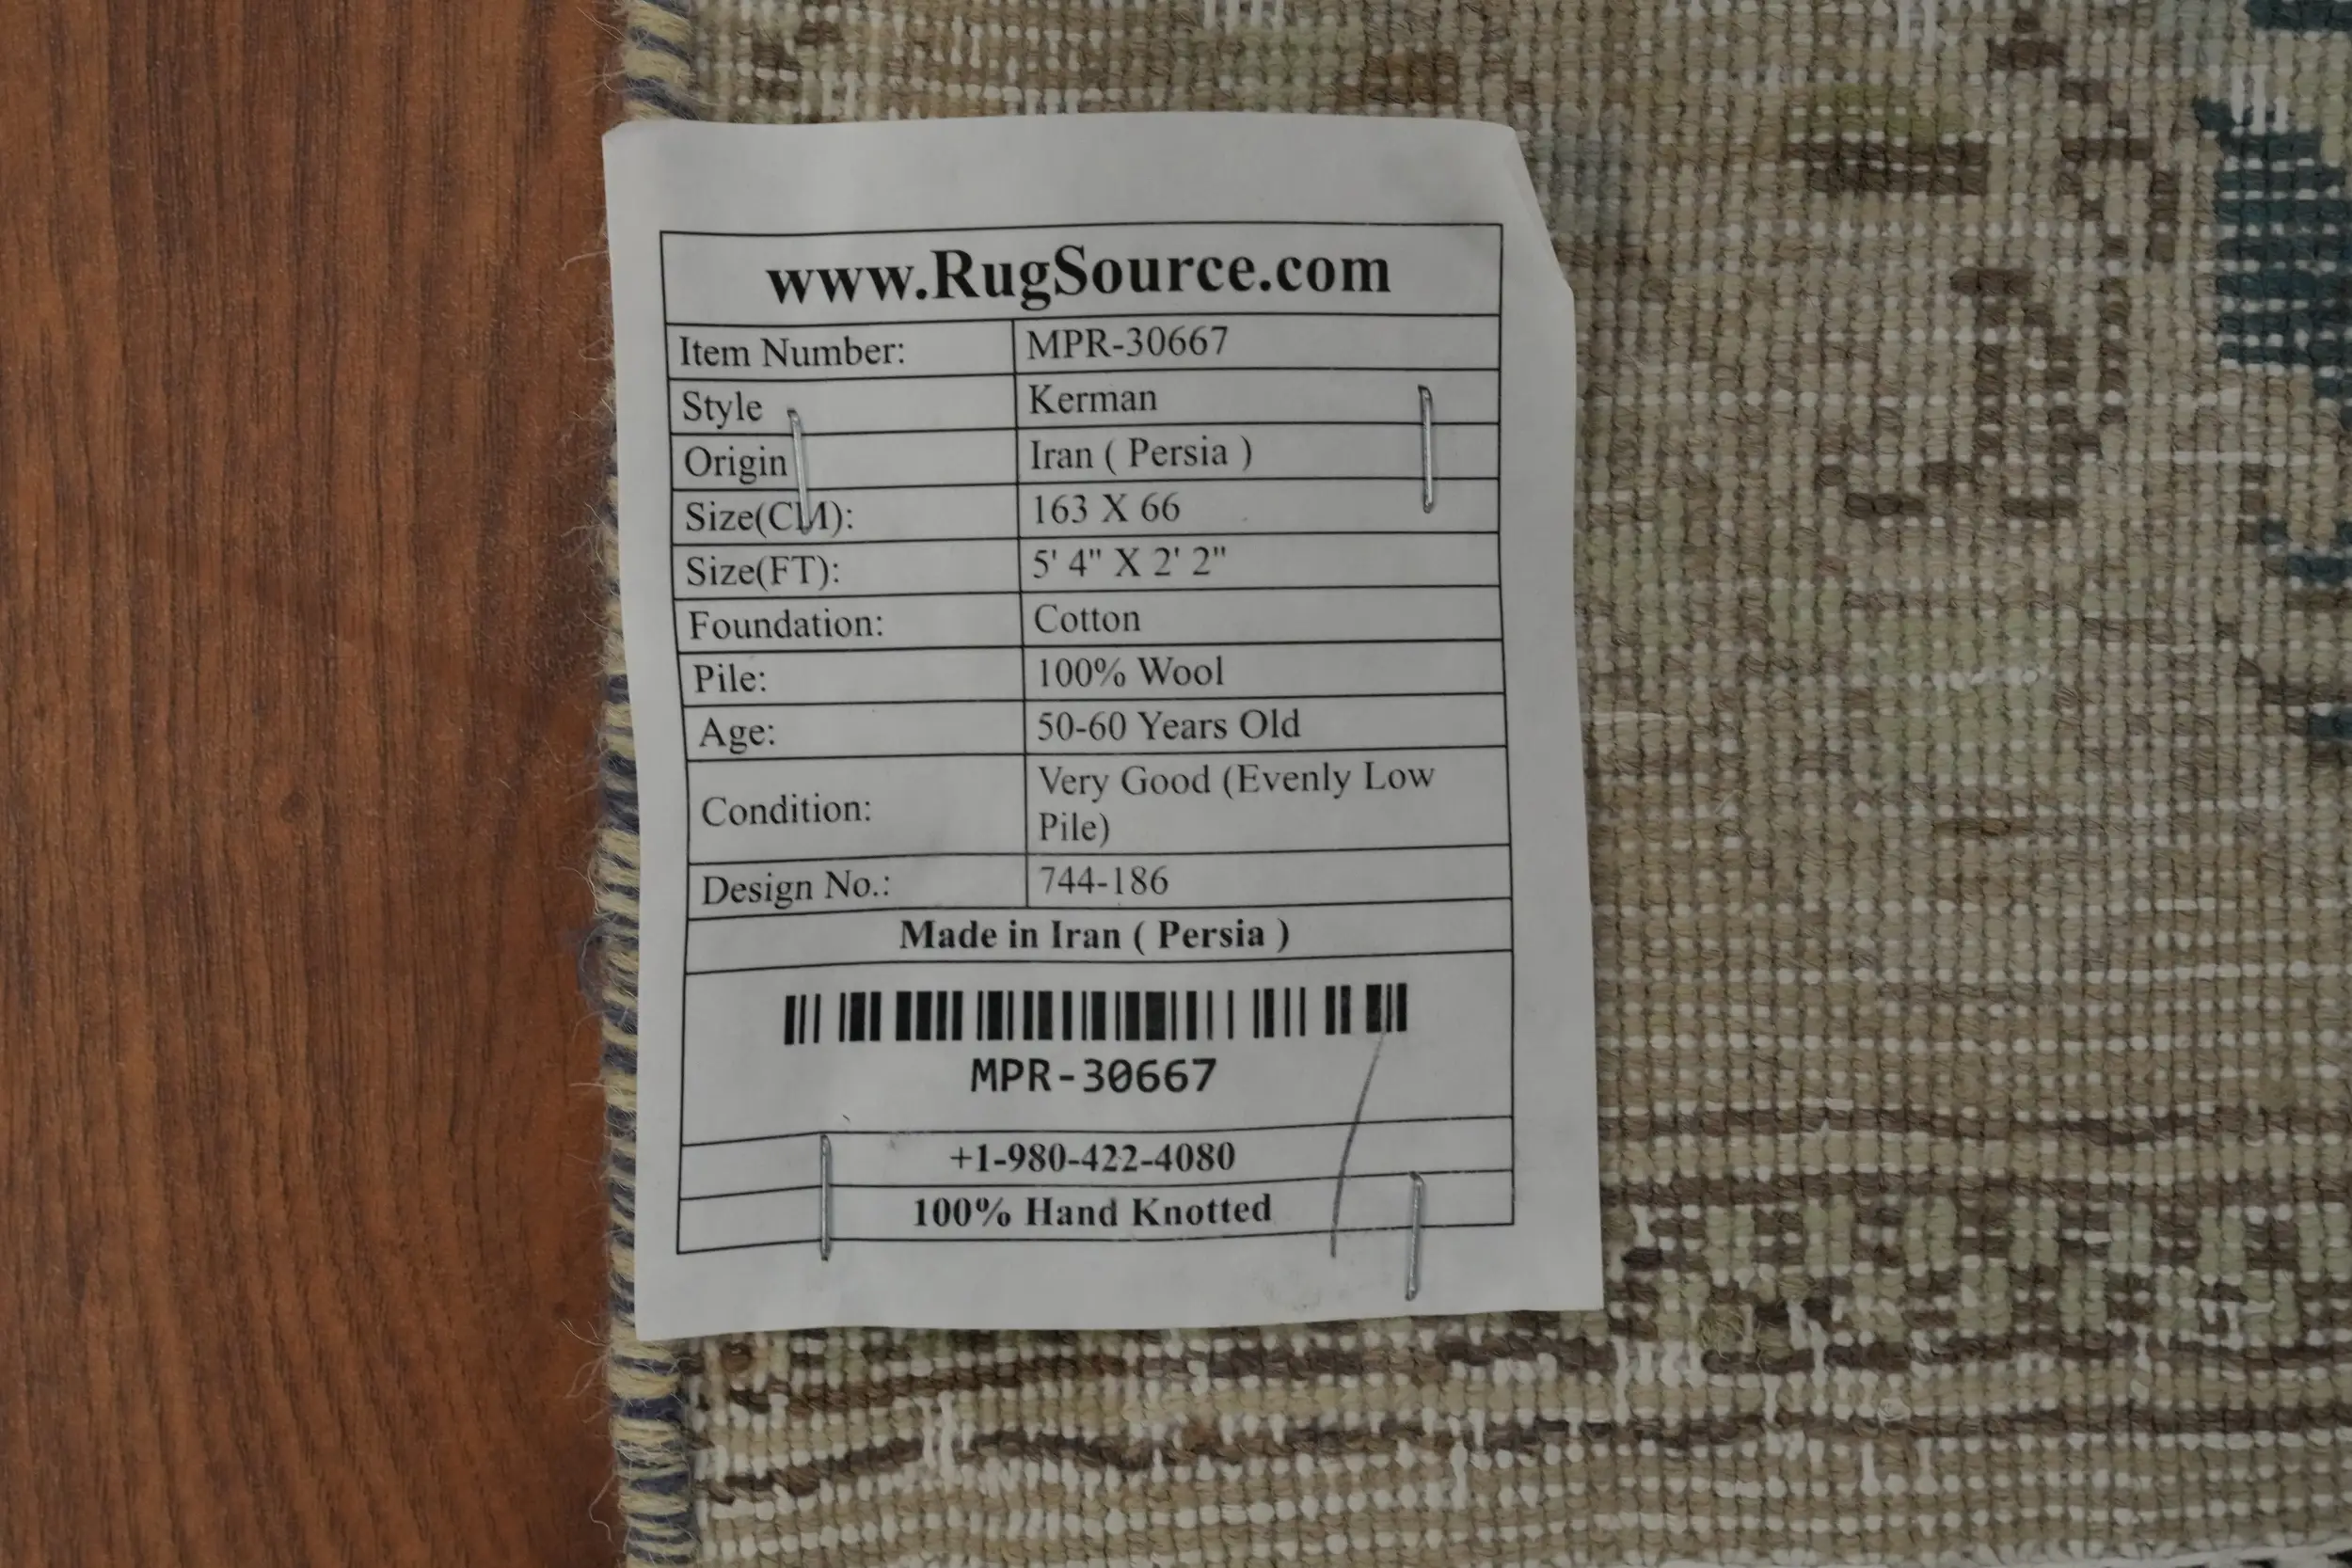 www.RugSource.com
Item Number: MPR-30667
Style Kerman
Origin Iran ( Persia )
Size(CM): 163 X 66
Size(FT): 5' 4" X 2' 2"
Foundation: Cotton
Pile: 100% Wool
Age: 50-60 Years Old
Condition: Very Good (Evenly Low
Pile)
Design No.: 744-186
Made in Iran ( Persia )
MPR-30667
+1-980-422-4080
100% Hand Knotted